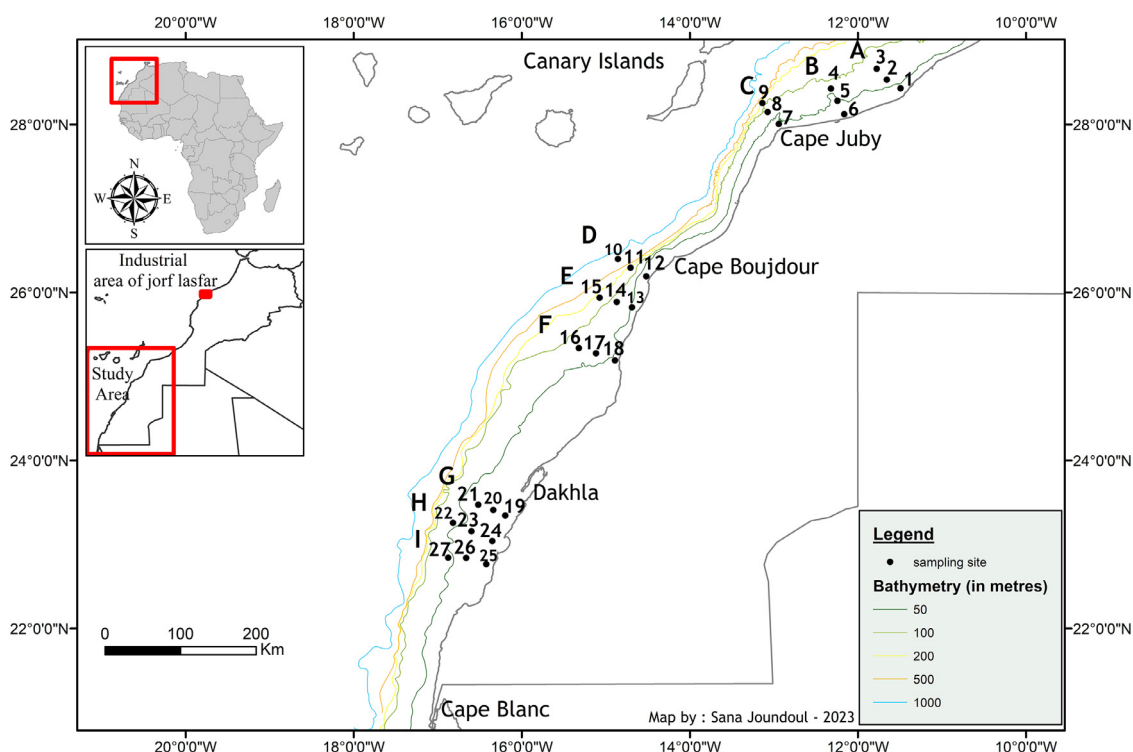 20°0'0"W 18°0'0"W 16°0'0"W 14°0'0"W 12°0'0"W 10°0'0"W
Canary Islands
A
3
2
1
B
4
5
6
C
9
8
7
28°0'0"N
28°0'0"N
Cape Juby
N
W
E
S
Industrial
area of jorf lasfar
Study
Area
D
10
11
12
Cape Boujdour
E
15
14
13
26°0'0"N
26°0'0"N
F
16
17
18
24°0'0"N
24°0'0"N
G
21
20
19
Dakhla
H
22
23
24
I
27
26
25
22°0'0"N
22°0'0"N
0 100 200
Km
Cape Blanc
Map by : Sana Joundoul - 2023
Legend
sampling site
Bathymetry (in metres)
50
100
200
500
1000
20°0'0"W 18°0'0"W 16°0'0"W 14°0'0"W 12°0'0"W 10°0'0"W